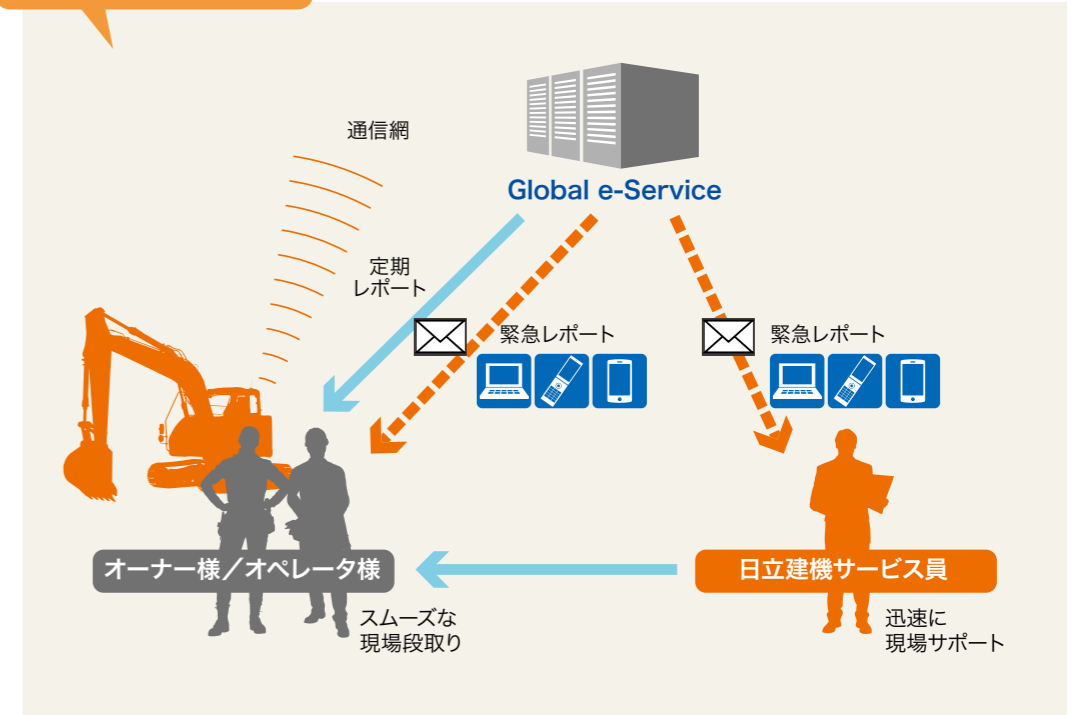 通信網
Global e-Service
定期
レポート
緊急レポート
緊急レポート
オーナー様／オペレータ様
日立建機サービス員
スムーズな
現場段取り
迅速に
現場サポート